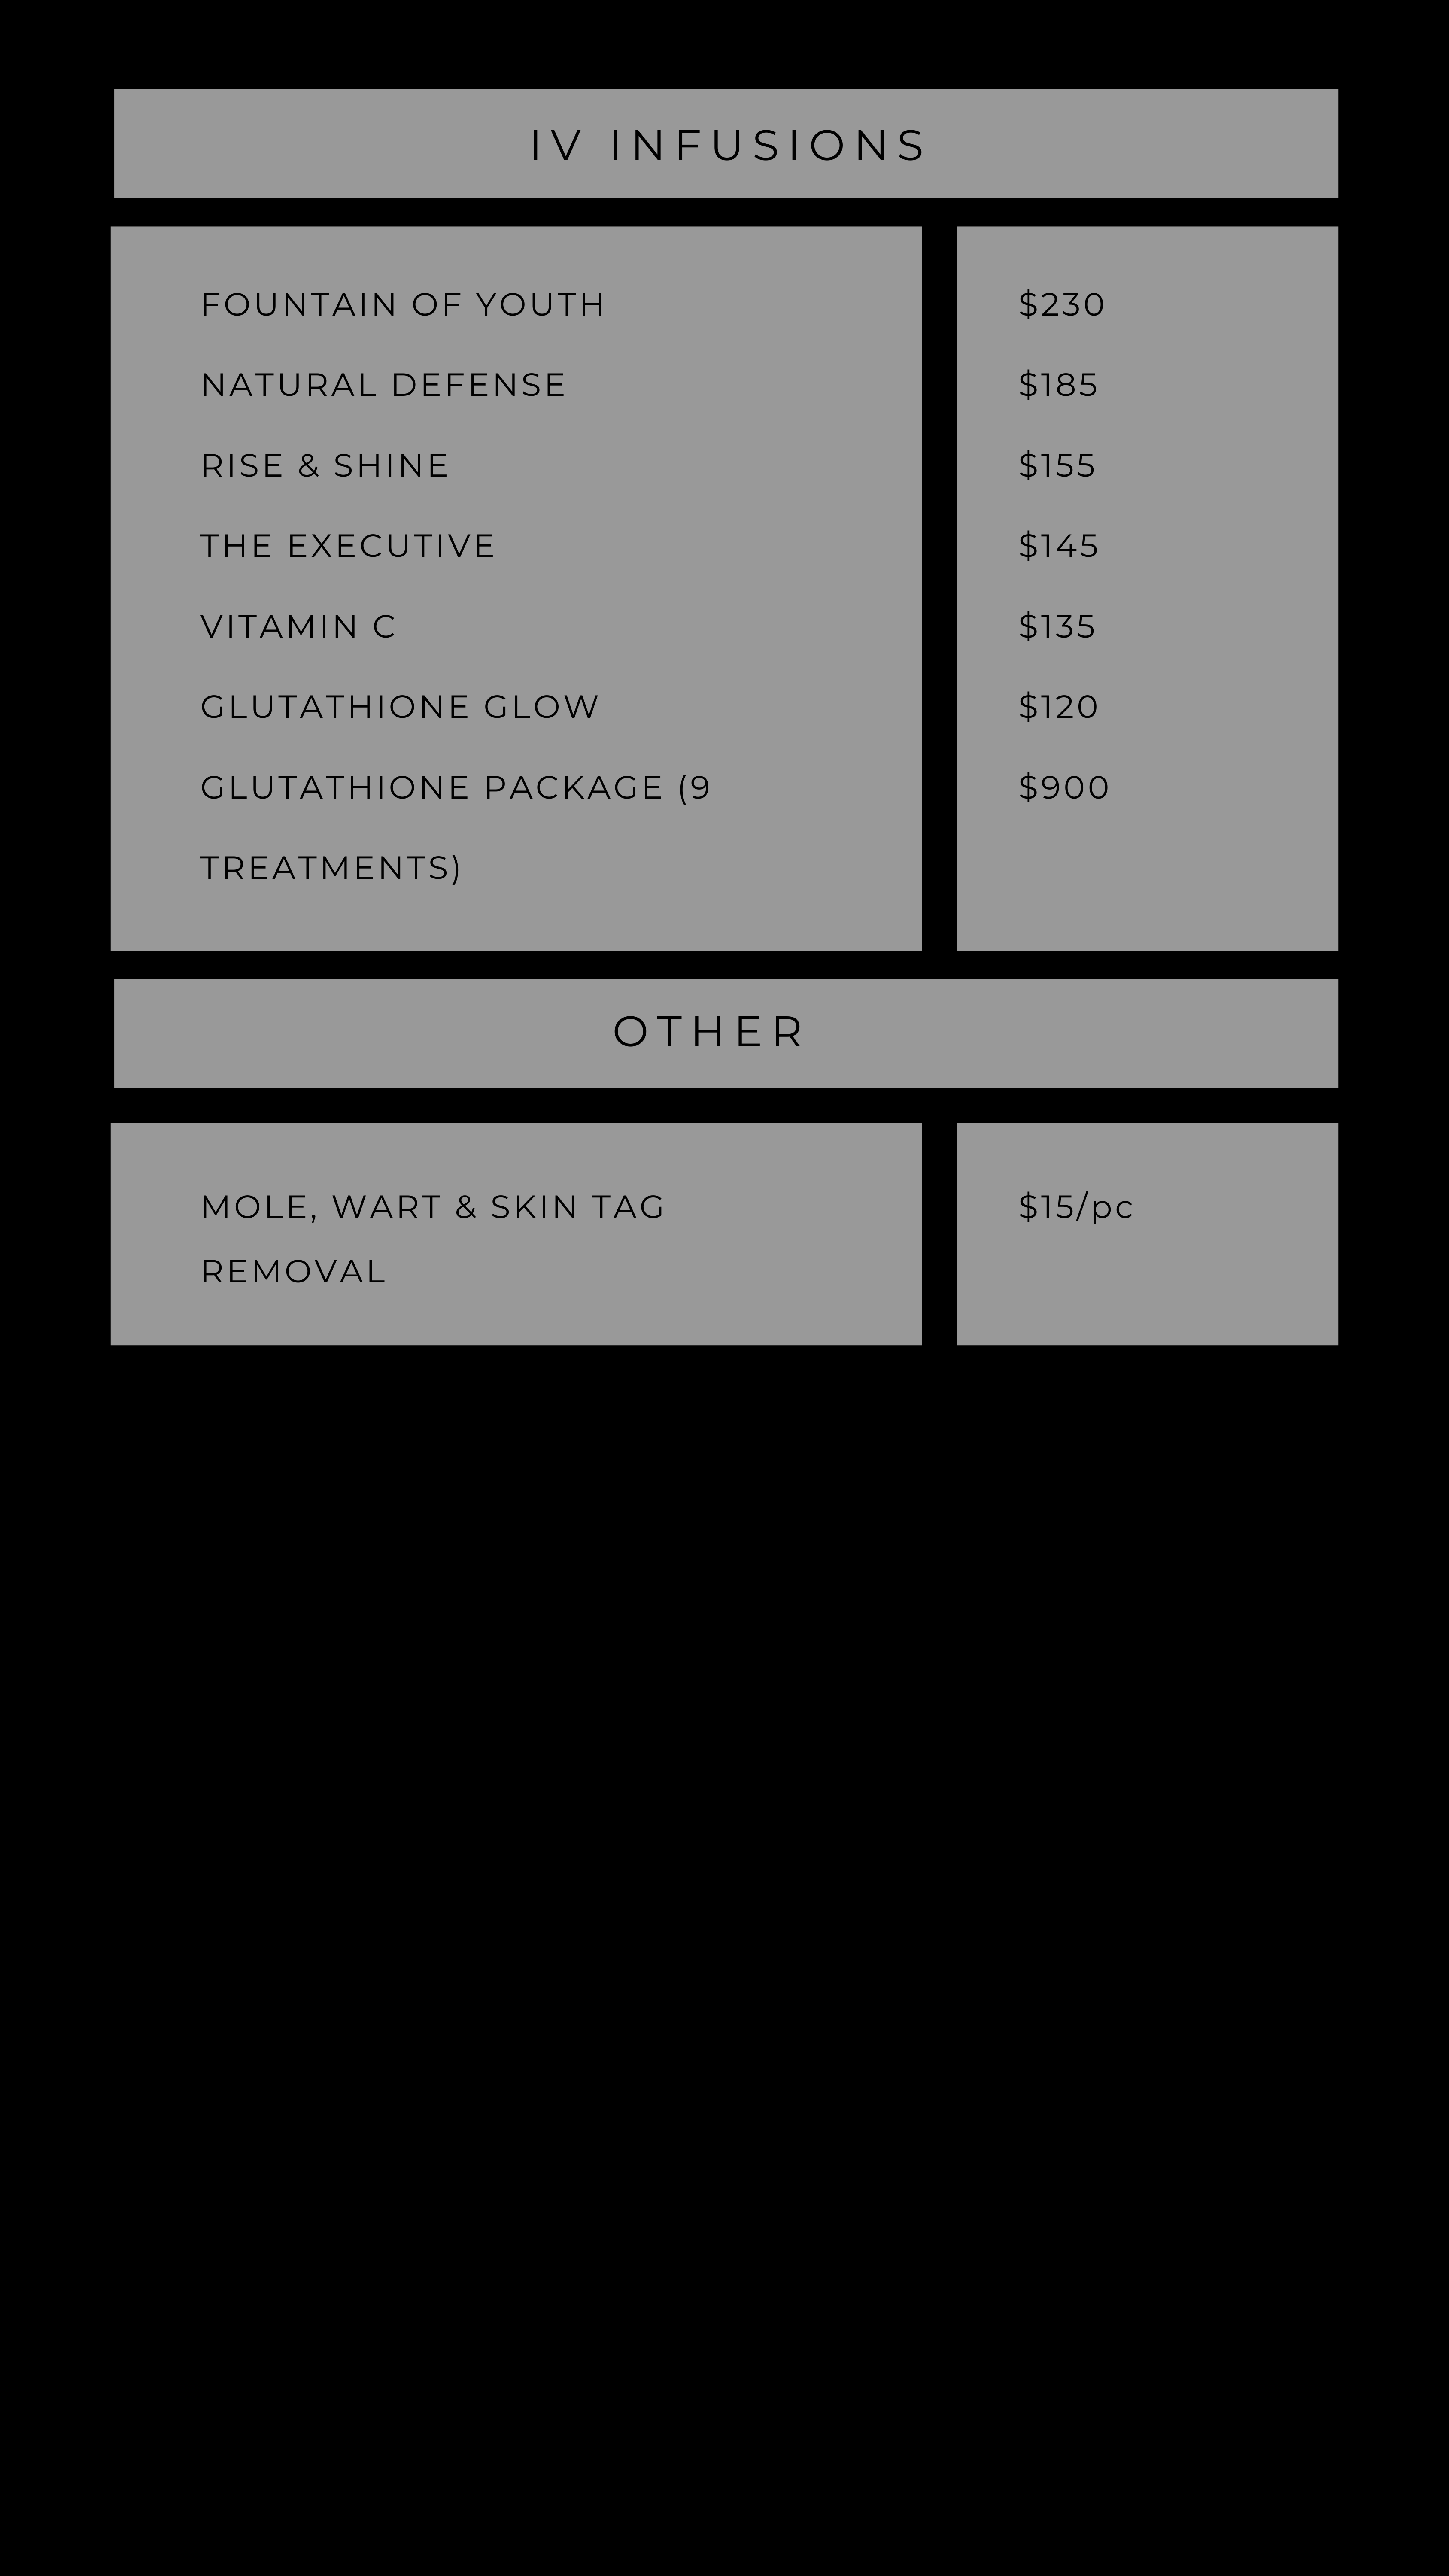 IV INFUSIONS
FOUNTAIN OF YOUTH $230
NATURAL DEFENSE $185
RISE & SHINE $155
THE EXECUTIVE $145
VITAMIN C $135
GLUTATHIONE GLOW $120
GLUTATHIONE PACKAGE (9 $900
TREATMENTS)
OTHER
MOLE, WART & SKIN TAG $15/pc
REMOVAL